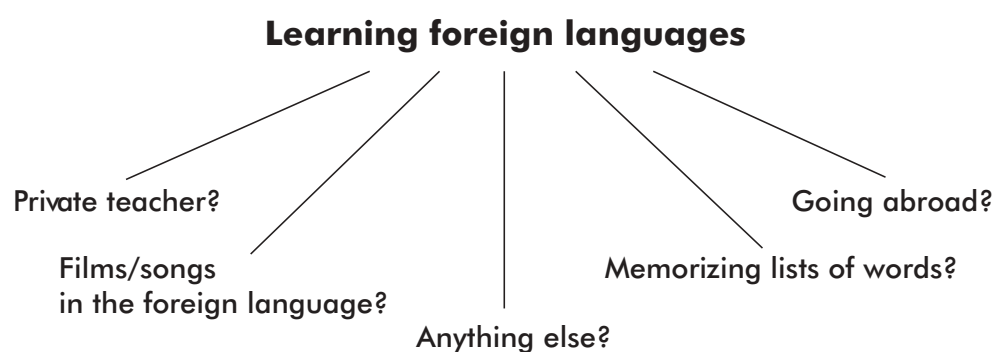 Learning foreign languages
Private teacher?
Going abroad?
Films/songs
in the foreign language?
Memorizing lists of words?
Anything else?